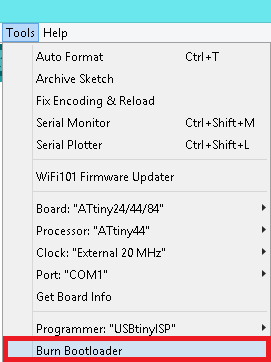 Tools Help
Auto Format Ctrl+T
Archive Sketch
Fix Encoding & Reload
Serial Monitor Ctrl+Shift+M
Serial Plotter Ctrl+Shift+L
WiFi101 Firmware Updater
Board: "ATtiny24/44/84"
Processor: "ATtiny44"
Clock: "External 20 MHz"
Port: "COM1"
Get Board Info
Programmer: "USBtinyISP"
Burn Bootloader